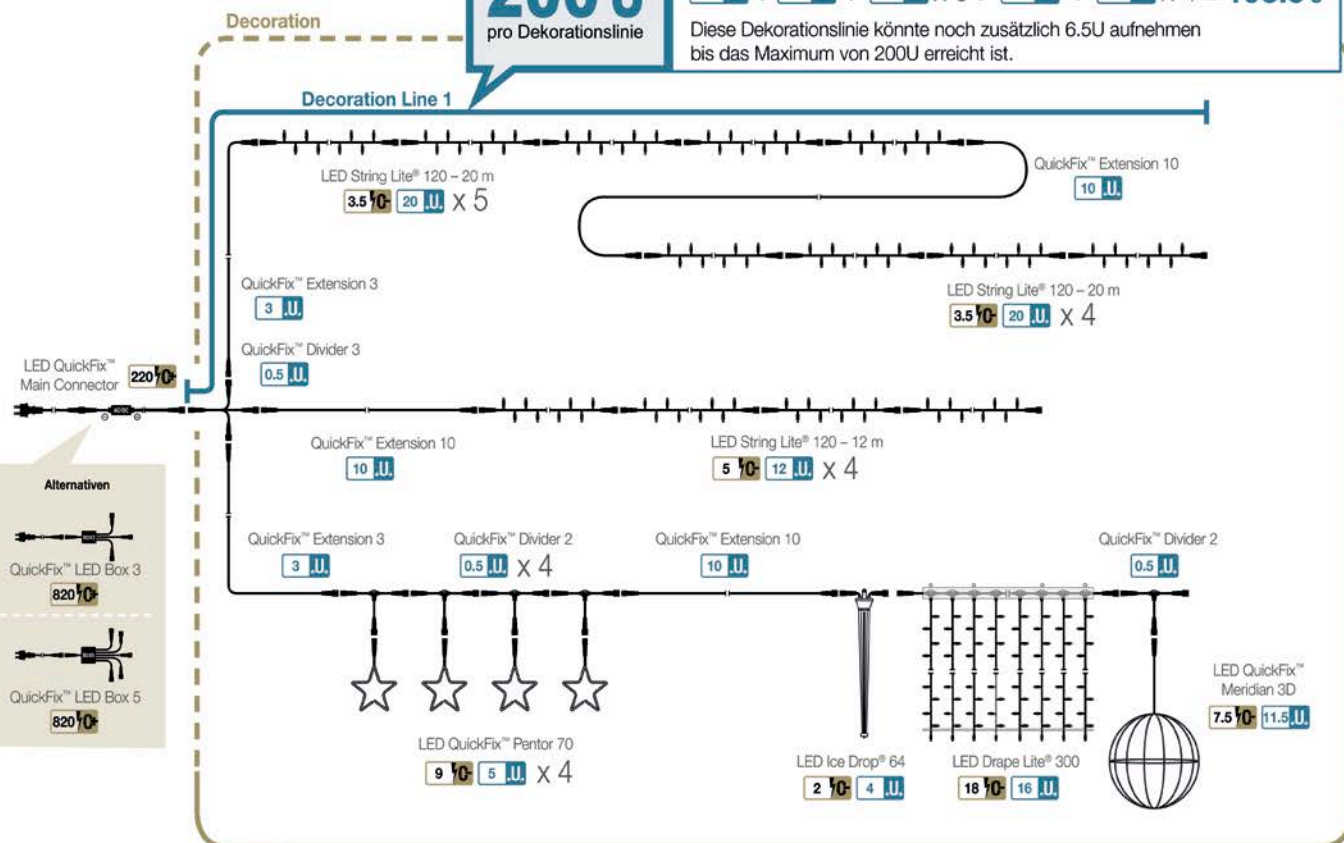 Decoration
pro Dekorationslinie
Diese Dekorationslinie könnte noch zusätzlich 6.5U aufnehmen
bis das Maximum von 200U erreicht ist.
Decoration Line 1
LED String Lite® 120 – 20 m
3.5 20 .U. x 5
QuickFix™ Extension 10
10 .U.
QuickFix™ Extension 3
3 .U.
LED String Lite® 120 – 20 m
3.5 20 .U. x 4
QuickFix™ Divider 3
0.5 .U.
LED QuickFix™
Main Connector 220
AC/DC
QuickFix™ Extension 10
10 .U.
LED String Lite® 120 – 12 m
5 12 .U. x 4
Alternativen
QuickFix™ LED Box 3
820
QuickFix™ LED Box 5
820
QuickFix™ Extension 3
3 .U.
QuickFix™ Divider 2
0.5 .U. x 4
QuickFix™ Extension 10
10 .U.
QuickFix™ Divider 2
0.5 .U.
LED QuickFix™ Pentor 70
9 5 .U. x 4
LED Ice Drop® 64
2 4 .U.
LED Drape Lite® 300
18 16 .U.
LED QuickFix™
Meridian 3D
7.5 11.5 .U.